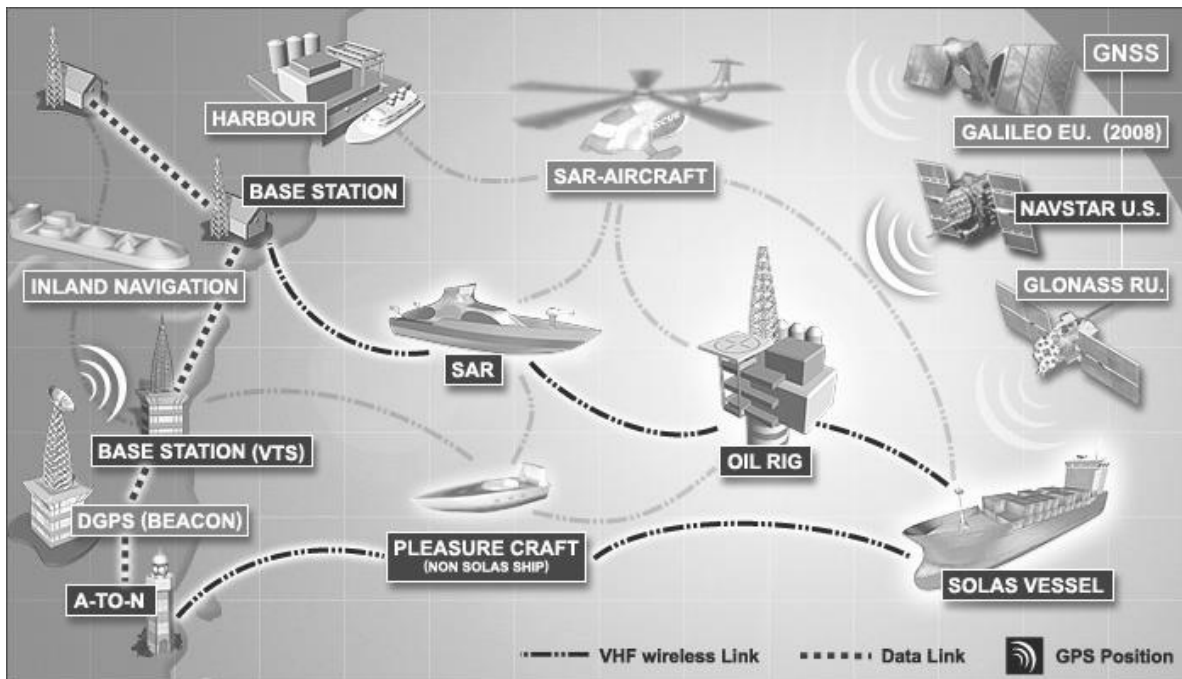 HARBOUR
GNSS
GALILEO EU. (2008)
SAR-AIRCRAFT
BASE STATION
NAVSTAR U.S.
INLAND NAVIGATION
GLONASS RU.
SAR
BASE STATION (VTS)
OIL RIG
DGPS (BEACON)
PLEASURE CRAFT
(NON SOLAS SHIP)
A-TO-N
SOLAS VESSEL
VHF wireless Link
Data Link
GPS Position